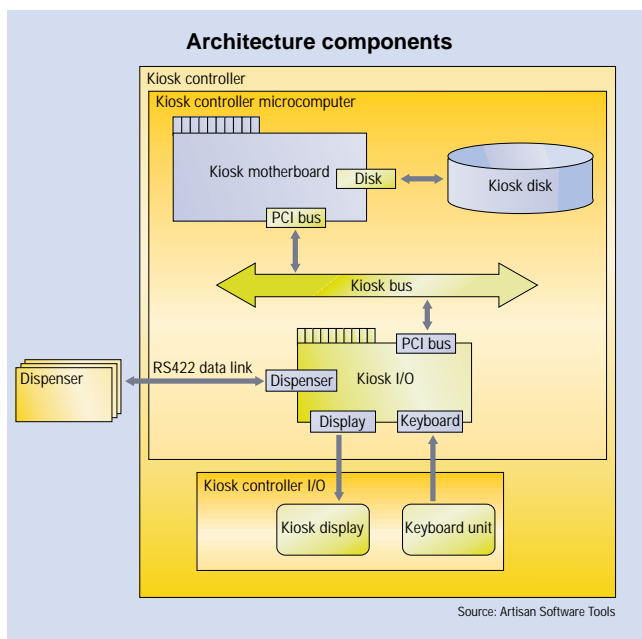 Architecture components
Kiosk controller
Kiosk controller microcomputer
Kiosk motherboard
Disk
Kiosk disk
PCI bus
Kiosk bus
PCI bus
RS422 data link
Dispenser
Dispenser
Kiosk I/O
Display
Keyboard
Kiosk controller I/O
Kiosk display
Keyboard unit
Source: Artisan Software Tools